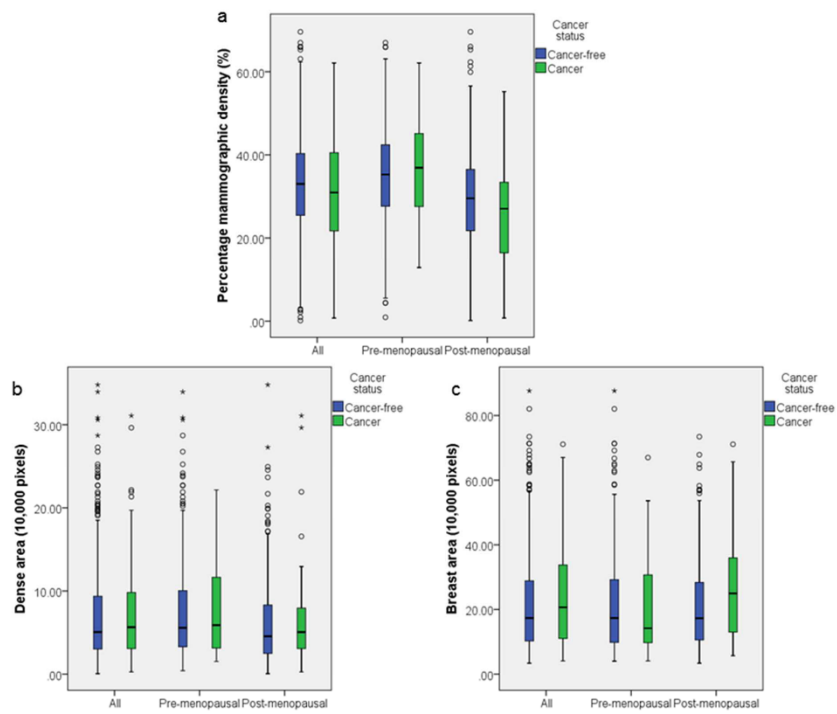 a
Cancer
status
Cancer-free
Cancer
Percentage mammographic density (%)
60.00
40.00
20.00
.00
All Pre-menopausal Post-menopausal
b
Cancer
status
Cancer-free
Cancer
Dense area (10,000 pixels)
30.00
20.00
10.00
.00
All Pre-menopausal Post-menopausal
c
Cancer
status
Cancer-free
Cancer
Breast area (10,000 pixels)
80.00
60.00
40.00
20.00
.00
All Pre-menopausal Post-menopausal